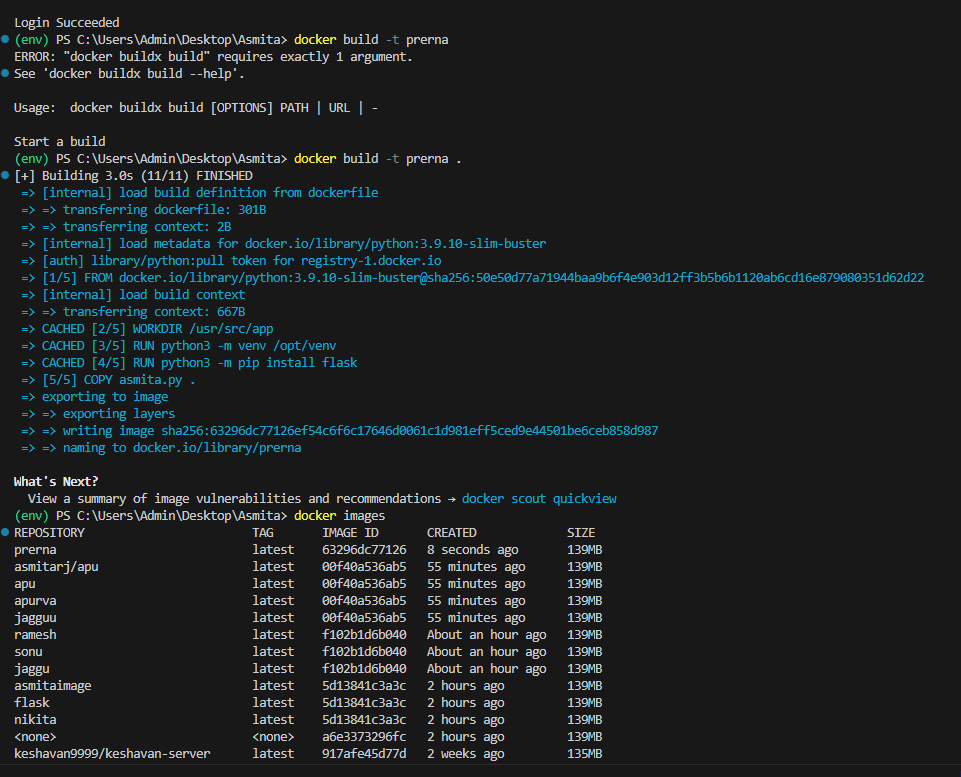 Login Succeeded
(env) PS C:\Users\Admin\Desktop\Asmita> docker build -t prerna
ERROR: "docker buildx build" requires exactly 1 argument.
See 'docker buildx build --help'.
Usage:  docker buildx build [OPTIONS] PATH | URL | -
Start a build
(env) PS C:\Users\Admin\Desktop\Asmita> docker build -t prerna .
[+] Building 3.0s (11/11) FINISHED
=> [internal] load build definition from dockerfile
=> => transferring dockerfile: 301B
=> => transferring context: 2B
=> [internal] load metadata for docker.io/library/python:3.9.10-slim-buster
=> [auth] library/python:pull token for registry-1.docker.io
=> [1/5] FROM docker.io/library/python:3.9.10-slim-buster@sha256:50e50d77a71944baa9b6f4e903d12ff3b5b6b1120ab6cd16e879080351d62d22
=> [internal] load build context
=> => transferring context: 667B
=> CACHED [2/5] WORKDIR /usr/src/app
=> CACHED [3/5] RUN python3 -m venv /opt/venv
=> CACHED [4/5] RUN python3 -m pip install flask
=> [5/5] COPY asmita.py .
=> exporting to image
=> => exporting layers
=> => writing image sha256:63296dc77126ef54c6f6c17646d0061c1d981eff5ced9e44501be6ceb858d987
=> => naming to docker.io/library/prerna
What's Next?
View a summary of image vulnerabilities and recommendations → docker scout quickview
(env) PS C:\Users\Admin\Desktop\Asmita> docker images
REPOSITORY TAG IMAGE ID CREATED SIZE
prerna latest 63296dc77126 8 seconds ago 139MB
asmitarj/apu latest 00f40a536ab5 55 minutes ago 139MB
apu latest 00f40a536ab5 55 minutes ago 139MB
apurva latest 00f40a536ab5 55 minutes ago 139MB
jagguu latest 00f40a536ab5 55 minutes ago 139MB
ramesh latest f102b1d6b040 About an hour ago 139MB
sonu latest f102b1d6b040 About an hour ago 139MB
jaggu latest f102b1d6b040 About an hour ago 139MB
asmitaimage latest 5d13841c3a3c 2 hours ago 139MB
flask latest 5d13841c3a3c 2 hours ago 139MB
nikita latest 5d13841c3a3c 2 hours ago 139MB
<none> <none> a6e3373296fc 2 hours ago 139MB
keshavan9999/keshavan-server latest 917afe45d77d 2 weeks ago 135MB